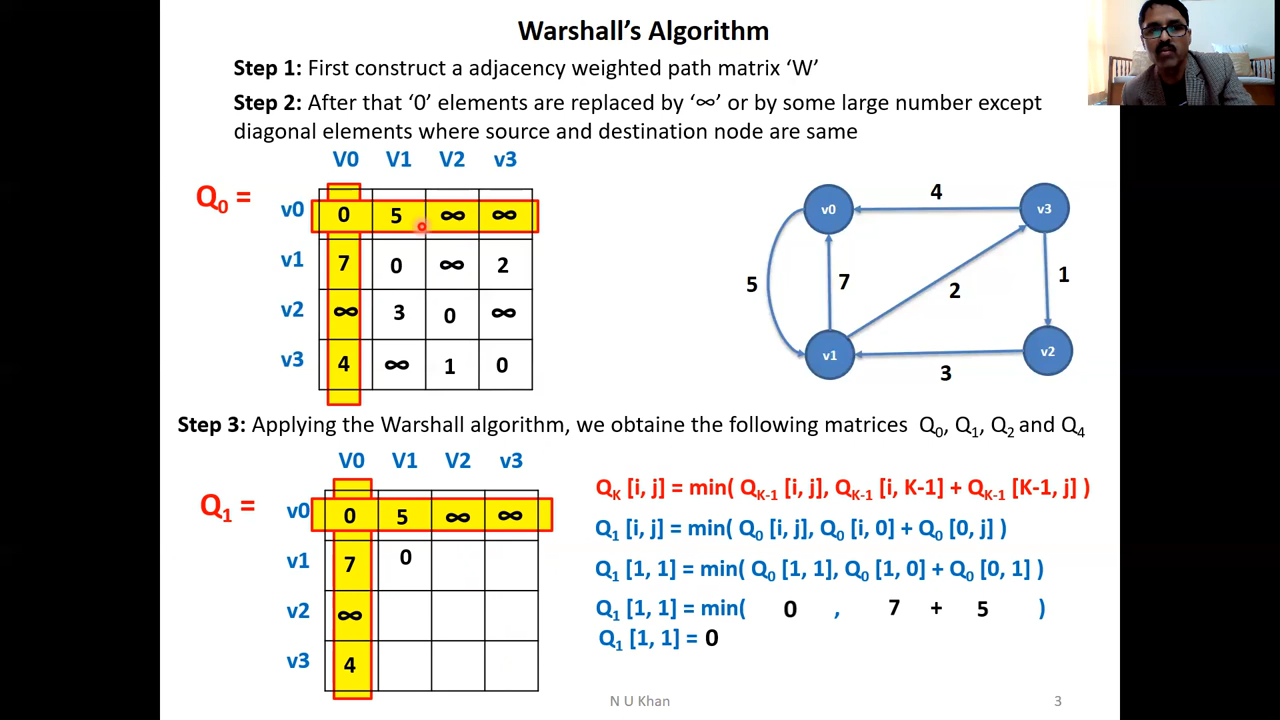 Warshall's Algorithm
Step 1: First construct a adjacency weighted path matrix ‘W’
Step 2: After that ‘0’ elements are replaced by ‘∞’ or by some large number except
diagonal elements where source and destination node are same
V0 V1 V2 v3
Q0 =
v0 0 5 ∞ ∞
v1 7 0 ∞ 2
v2 ∞ 3 0 ∞
v3 4 ∞ 1 0
v0 4 v3
5 7 2 1
v1 3 v2
Step 3: Applying the Warshall algorithm, we obtaine the following matrices Q0, Q1, Q2 and Q4
V0 V1 V2 v3
Q1 =
v0 0 5 ∞ ∞
v1 7 0
v2 ∞
v3 4
QK [i, j] = min( QK-1 [i, j], QK-1 [i, K-1] + QK-1 [K-1, j] )
Q1 [i, j] = min( Q0 [i, j], Q0 [i, 0] + Q0 [0, j] )
Q1 [1, 1] = min( Q0 [1, 1], Q0 [1, 0] + Q0 [0, 1] )
Q1 [1, 1] = min( 0 , 7 + 5 )
Q1 [1, 1] = 0
N U Khan 3